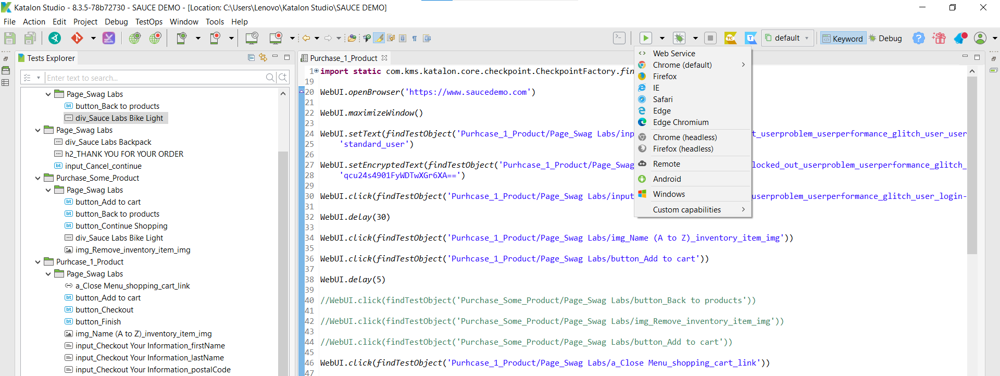 Katalon Studio - 8.3.5-78b72730 - SAUCE DEMO - [Location: C:\Users\Lenovo\Katalon Studio\SAUCE DEMO]
File Action Edit Project Debug TestOps Window Tools Help
TC T default Keyword Debug
Tests Explorer
Enter text to search...
Page_Swag Labs
bt button_Back to products
div_Sauce Labs Bike Light
Page_Swag Labs
div_Sauce Labs Backpack
h2_THANK YOU FOR YOUR ORDER
bt input_Cancel_continue
Purchase_Some_Product
Page_Swag Labs
bt button_Add to cart
bt button_Back to products
bt button_Continue Shopping
div_Sauce Labs Bike Light
img_Remove_inventory_item_img
Purhcase_1_Product
Page_Swag Labs
a_Close Menu_shopping_cart_link
bt button_Add to cart
bt button_Checkout
bt button_Finish
img_Name (A to Z)_inventory_item_img
input_Checkout Your Information_firstName
input_Checkout Your Information_lastName
input_Checkout Your Information_postalCode
Purchase_1_Product
1 import static com.kms.katalon.core.checkpoint.CheckpointFactory.fin
19
20 WebUI.openBrowser('https://www.saucedemo.com')
21
22 WebUI.maximizeWindow()
23
24 WebUI.setText(findTestObject('Purhcase_1_Product/Page_Swag Labs/inp t_userproblem_userperformance_glitch_user_user
25 'standard_user')
26
27 WebUI.setEncryptedText(findTestObject('Purhcase_1_Product/Page_Swag locked_out_userproblem_userperformance_glitch_
28 'qcu24s4901FyWDTwXGr6XA==')
29
30 WebUI.click(findTestObject('Purhcase_1_Product/Page_Swag Labs/input userproblem_userperformance_glitch_user_login-
31
32 WebUI.delay(30)
33
34 WebUI.click(findTestObject('Purhcase_1_Product/Page_Swag Labs/img_Name (A to Z)_inventory_item_img'))
35
36 WebUI.click(findTestObject('Purhcase_1_Product/Page_Swag Labs/button_Add to cart'))
37
38 WebUI.delay(5)
39
40 //WebUI.click(findTestObject('Purchase_Some_Product/Page_Swag Labs/button_Back to products'))
41
42 //WebUI.click(findTestObject('Purchase_Some_Product/Page_Swag Labs/img_Remove_inventory_item_img'))
43
44 //WebUI.click(findTestObject('Purchase_Some_Product/Page_Swag Labs/button_Add to cart'))
45
46 WebUI.click(findTestObject('Purhcase_1_Product/Page_Swag Labs/a_Close Menu_shopping_cart_link'))
47
Web Service
Chrome (default)
Firefox
IE
Safari
Edge
Edge Chromium
Chrome (headless)
Firefox (headless)
Remote
Android
Windows
Custom capabilities